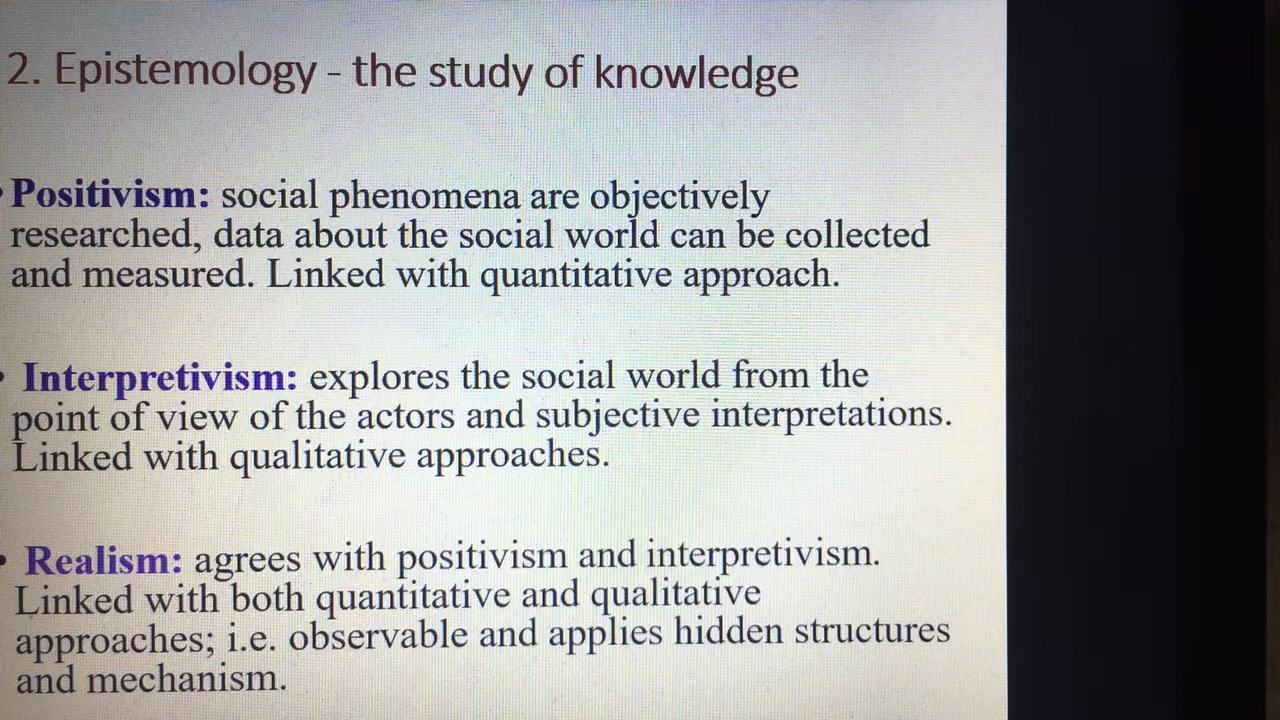 2. Epistemology - the study of knowledge
• Positivism: social phenomena are objectively
researched, data about the social world can be collected
and measured. Linked with quantitative approach.
• Interpretivism: explores the social world from the
point of view of the actors and subjective interpretations.
Linked with qualitative approaches.
• Realism: agrees with positivism and interpretivism.
Linked with both quantitative and qualitative
approaches; i.e. observable and applies hidden structures
and mechanism.